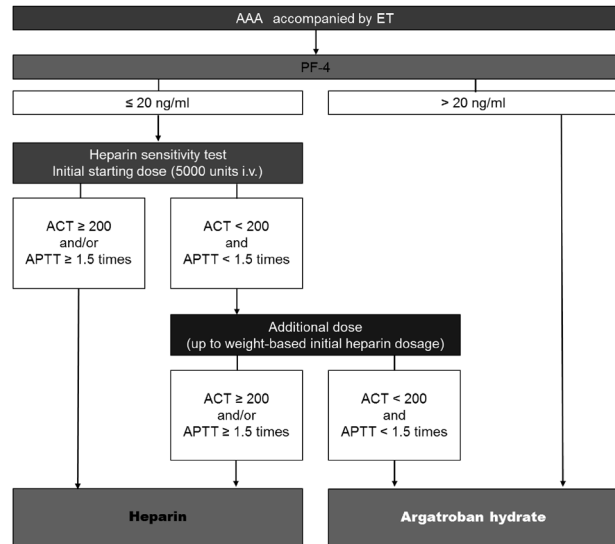 AAA accompanied by ET
PF-4
≤ 20 ng/ml
> 20 ng/ml
Heparin sensitivity test
Initial starting dose (5000 units i.v.)
ACT ≥ 200
and/or
APTT ≥ 1.5 times
ACT < 200
and
APTT < 1.5 times
Additional dose
(up to weight-based initial heparin dosage)
ACT ≥ 200
and/or
APTT ≥ 1.5 times
ACT < 200
and
APTT < 1.5 times
Heparin
Argatroban hydrate